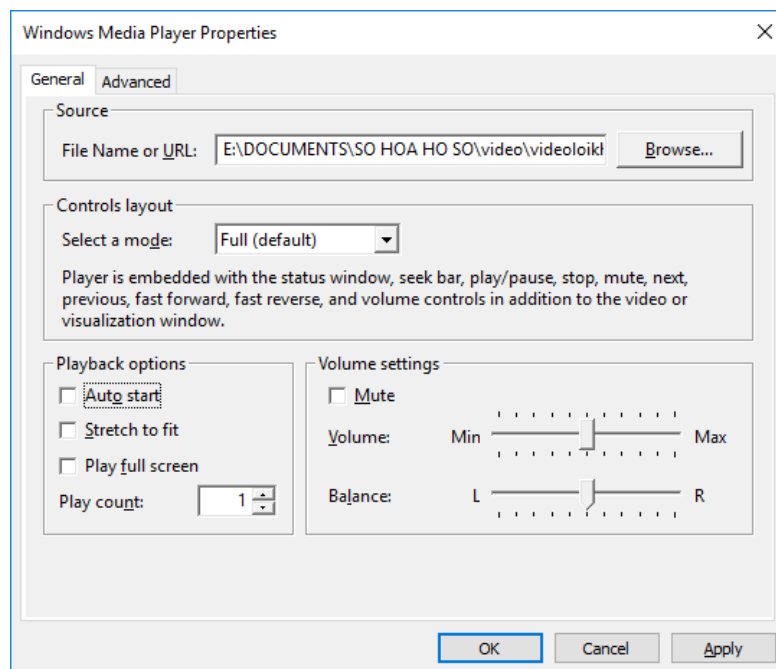 Windows Media Player Properties
General
Advanced
Source
File Name or URL:
E:\DOCUMENTS\SO HOA HO SO\video\videoloikh
Browse...
Controls layout
Select a mode:
Full (default)
Player is embedded with the status window, seek bar, play/pause, stop, mute, next,
previous, fast forward, fast reverse, and volume controls in addition to the video or
visualization window.
Playback options
Auto start
Stretch to fit
Play full screen
Play count:
1
Volume settings
Mute
Volume:
Min
Max
Balance:
L
R
OK
Cancel
Apply